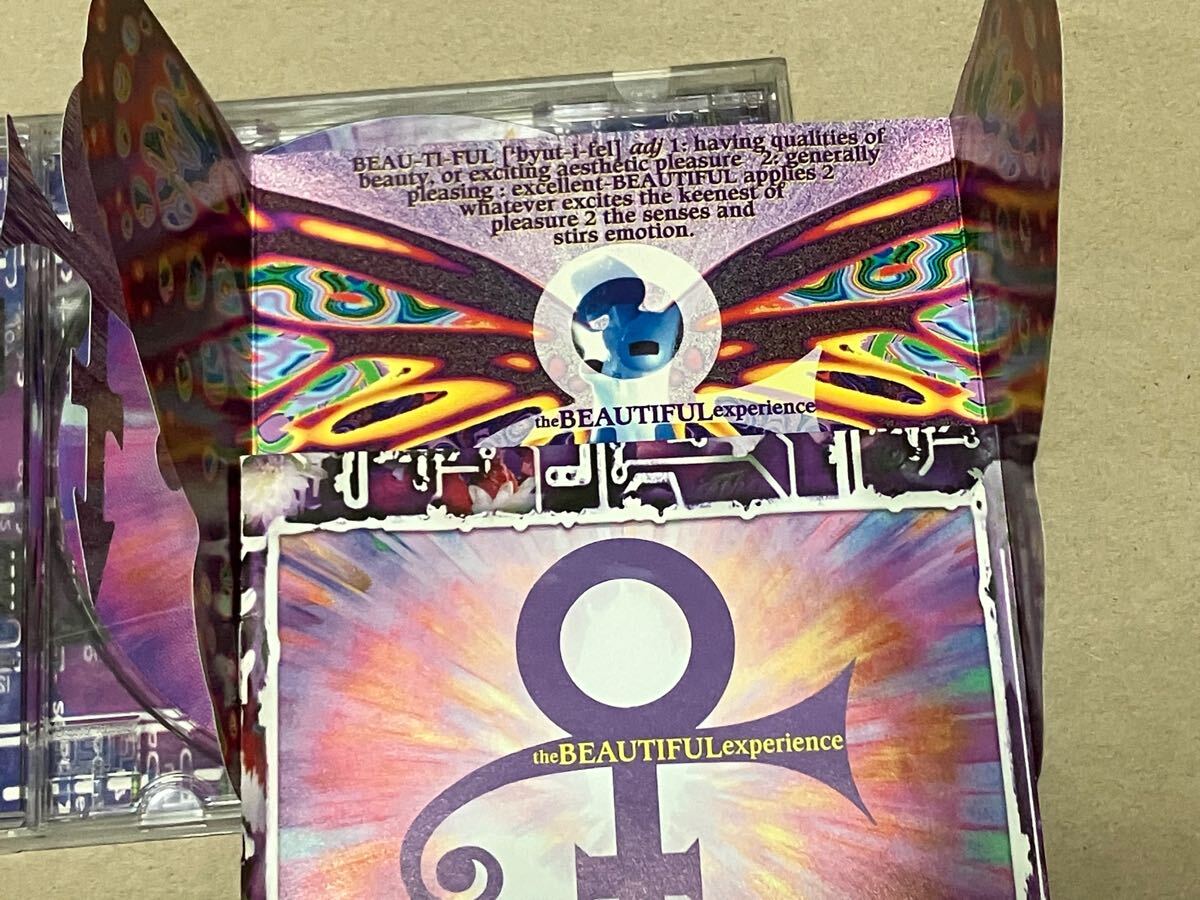 BEAU-TI-FUL ['byut-i-fel] adj 1: having qualities of
beauty, or exciting aesthetic pleasure 2: generally
pleasing : excellent-BEAUTIFUL applies 2
whatever excites the keenest of
pleasure 2 the senses and
stirs emotion.
theBEAUTIFULexperience
theBEAUTIFULexperience